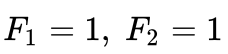 F₁ = 1, F₂ = 1